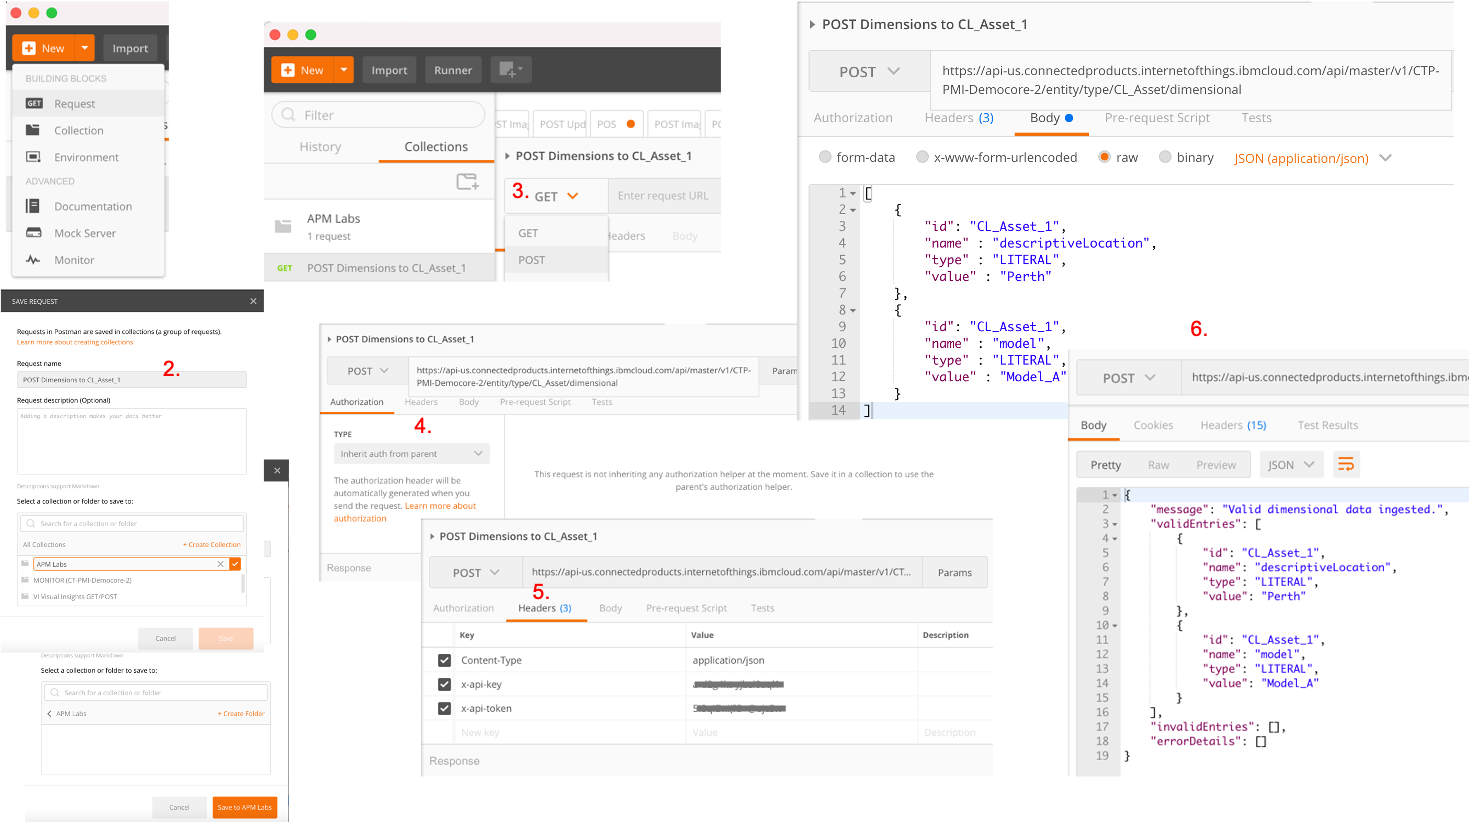 New
Import
BUILDING BLOCKS
GET Request
Collection
Environment
ADVANCED
Documentation
Mock Server
Monitor
SAVE REQUEST
Requests in Postman are saved in collections (a group of requests).
Learn more about creating collections
Request name
2.
POST Dimensions to CL_Asset_1
Request description (Optional)
Adding a description makes your docs better
Descriptions support Markdown
Select a collection or folder to save to:
Search for a collection or folder
All Collections + Create Collection
APM Labs
MONITOR (CT-PMI-Democore-2)
VI Visual Insights GET/POST
Cancel Save
Descriptions support Markdown
Select a collection or folder to save to:
Search for a collection or folder
APM Labs + Create Folder
Cancel Save to APM Labs
New Import Runner
Filter
ST Imag POST Upd POS POST Imag PC
History Collections
POST Dimensions to CL_Asset_1
3. GET Enter request URL
APM Labs
1 request
GET
POST
Headers Body
GET POST Dimensions to CL_Asset_1
POST Dimensions to CL_Asset_1
POST https://api-us.connectedproducts.internetofthings.ibmcloud.com/api/master/v1/CTP-
PMI-Democore-2/entity/type/CL_Asset/dimensional
Param
Authorization Headers Body Pre-request Script Tests
4.
TYPE
Inherit auth from parent
The authorization header will be
automatically generated when you
send the request. Learn more about
authorization
This request is not inheriting any authorization helper at the moment. Save it in a collection to use the
parent's authorization helper.
Response
POST Dimensions to CL_Asset_1
POST https://api-us.connectedproducts.internetofthings.ibmcloud.com/api/master/v1/CT... Params
5.
Authorization Headers (3) Body Pre-request Script Tests
Key Value Description
Content-Type application/json
x-api-key
x-api-token
New key Value Description
Response
POST Dimensions to CL_Asset_1
POST https://api-us.connectedproducts.internetofthings.ibmcloud.com/api/master/v1/CTP-
PMI-Democore-2/entity/type/CL_Asset/dimensional
Authorization Headers (3) Body Pre-request Script Tests
form-data x-www-form-urlencoded raw binary JSON (application/json)
1 [
2 {
3 "id": "CL_Asset_1",
4 "name" : "descriptiveLocation",
5 "type" : "LITERAL",
6 "value" : "Perth"
7 },
8 {
9 "id": "CL_Asset_1",
10 "name" : "model",
11 "type" : "LITERAL",
12 "value" : "Model_A"
13 }
14 ]
6.
POST https://api-us.connectedproducts.internetofthings.ibm
Body Cookies Headers (15) Test Results
Pretty Raw Preview JSON
1 {
2 "message": "Valid dimensional data ingested.",
3 "validEntries": [
4 {
5 "id": "CL_Asset_1",
6 "name": "descriptiveLocation",
7 "type": "LITERAL",
8 "value": "Perth"
9 },
10 {
11 "id": "CL_Asset_1",
12 "name": "model",
13 "type": "LITERAL",
14 "value": "Model_A"
15 }
16 ],
17 "invalidEntries": [],
18 "errorDetails": []
19 }